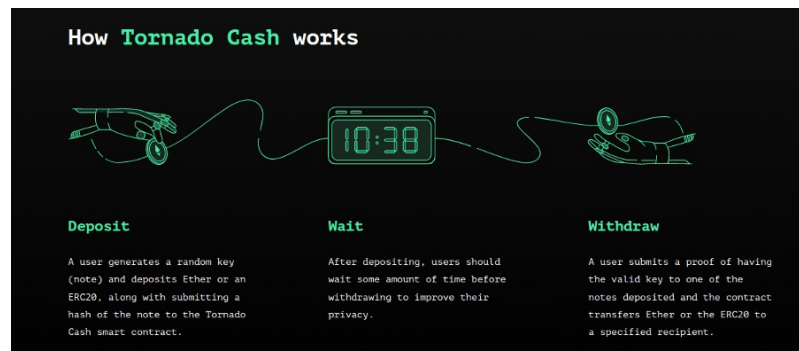 How Tornado Cash works
10:38
Deposit
A user generates a random key
(note) and deposits Ether or an
ERC20, along with submitting a
hash of the note to the Tornado
Cash smart contract.
Wait
After depositing, users should
wait some amount of time before
withdrawing to improve their
privacy.
Withdraw
A user submits a proof of having
the valid key to one of the
notes deposited and the contract
transfers Ether or the ERC20 to
a specified recipient.